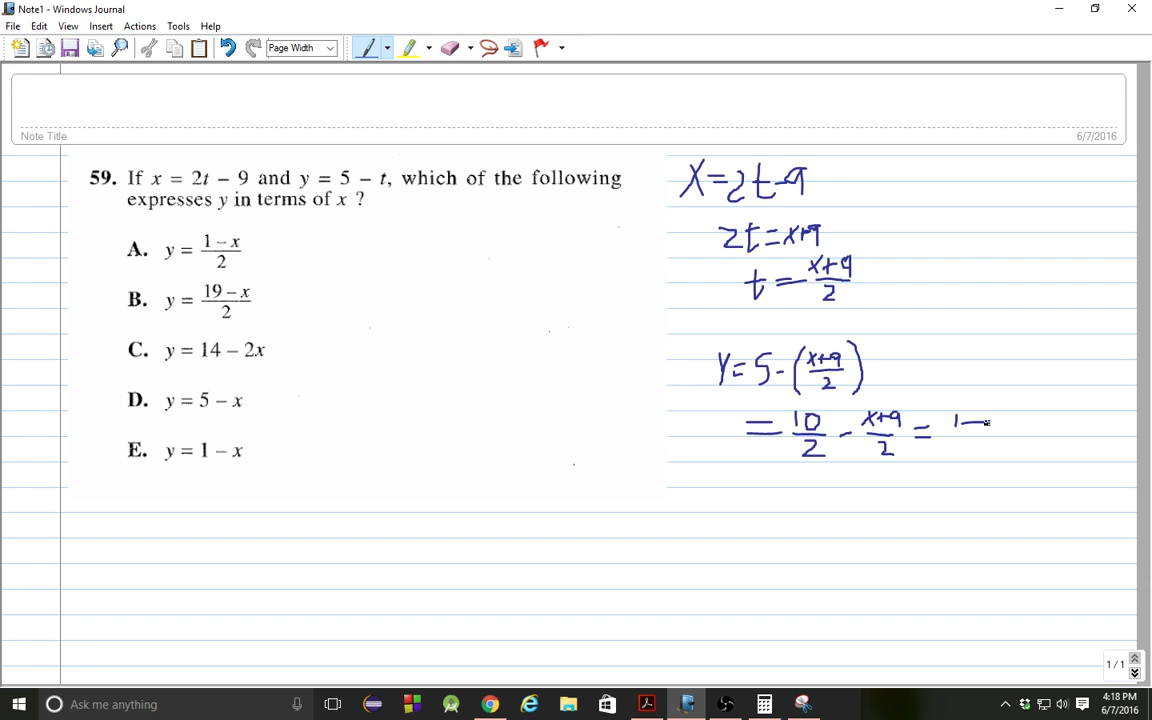 Note1 - Windows Journal
File Edit View Insert Actions Tools Help
Page Width
Note Title
6/7/2016
59. If x = 2t − 9 and y = 5 − t, which of the following
expresses y in terms of x ?
A. y = (1 − x)/2
B. y = (19 − x)/2
C. y = 14 − 2x
D. y = 5 − x
E. y = 1 − x
X=2t-9
2t=x+9
t=(x+9)/2
Y=5-((x+9)/2)
=10/2-(x+9)/2=1-
1 / 1
Ask me anything
4:18 PM
6/7/2016